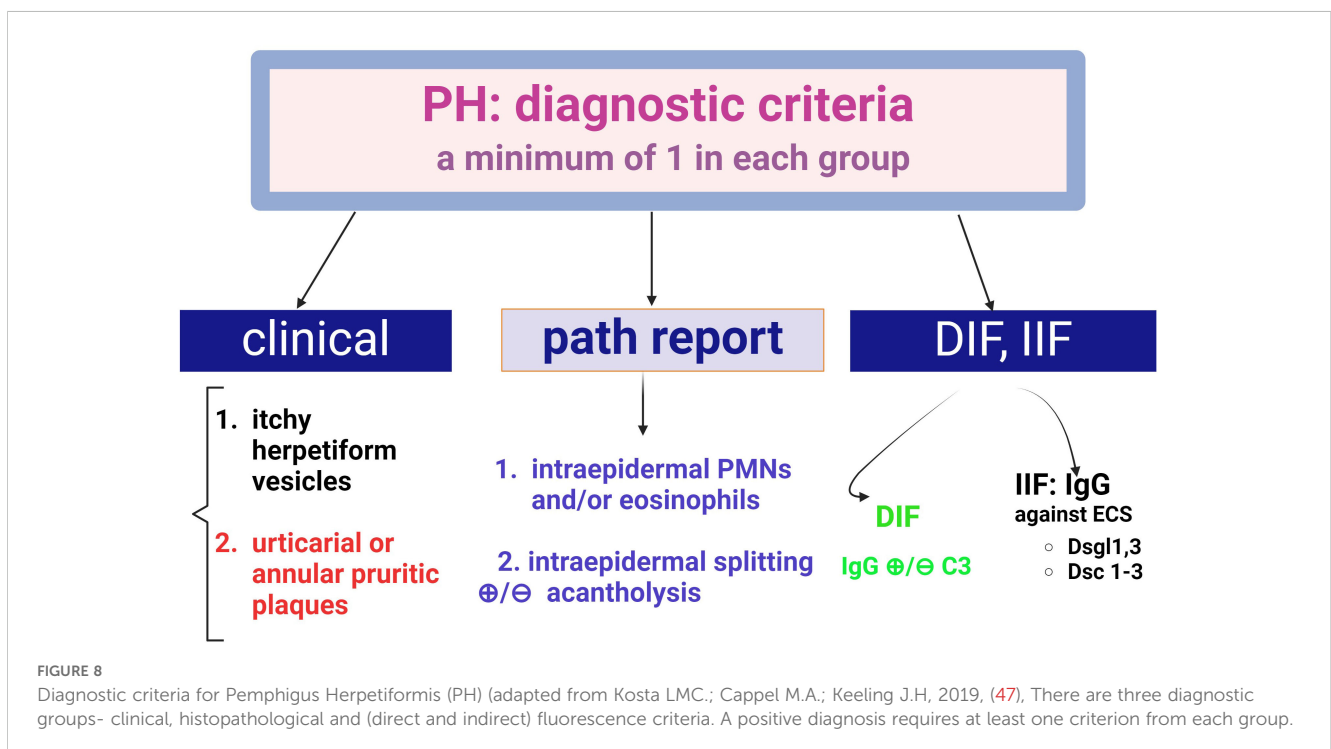 PH: diagnostic criteria
a minimum of 1 in each group
clinical
1. itchy
herpetiform
vesicles
2. urticarial or
annular pruritic
plaques
path report
1. intraepidermal PMNs
and/or eosinophils
2. intraepidermal splitting
⊕/⊖ acantholysis
DIF, IIF
DIF
IgG ⊕/⊖ C3
IIF: IgG
against ECS
○ Dsgl1,3
○ Dsc 1-3
FIGURE 8
Diagnostic criteria for Pemphigus Herpetiformis (PH) (adapted from Kosta LMC.; Cappel M.A.; Keeling J.H, 2019, (47), There are three diagnostic
groups- clinical, histopathological and (direct and indirect) fluorescence criteria. A positive diagnosis requires at least one criterion from each group.